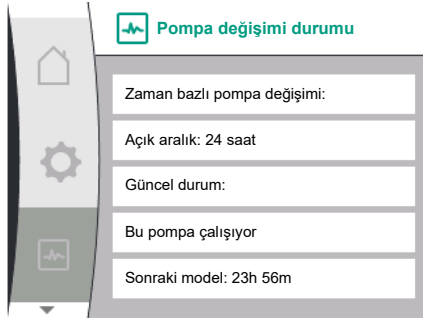 Pompa değişimi durumu
Zaman bazlı pompa değişimi:
Açık aralık: 24 saat
Güncel durum:
Bu pompa çalışıyor
Sonraki model: 23h 56m